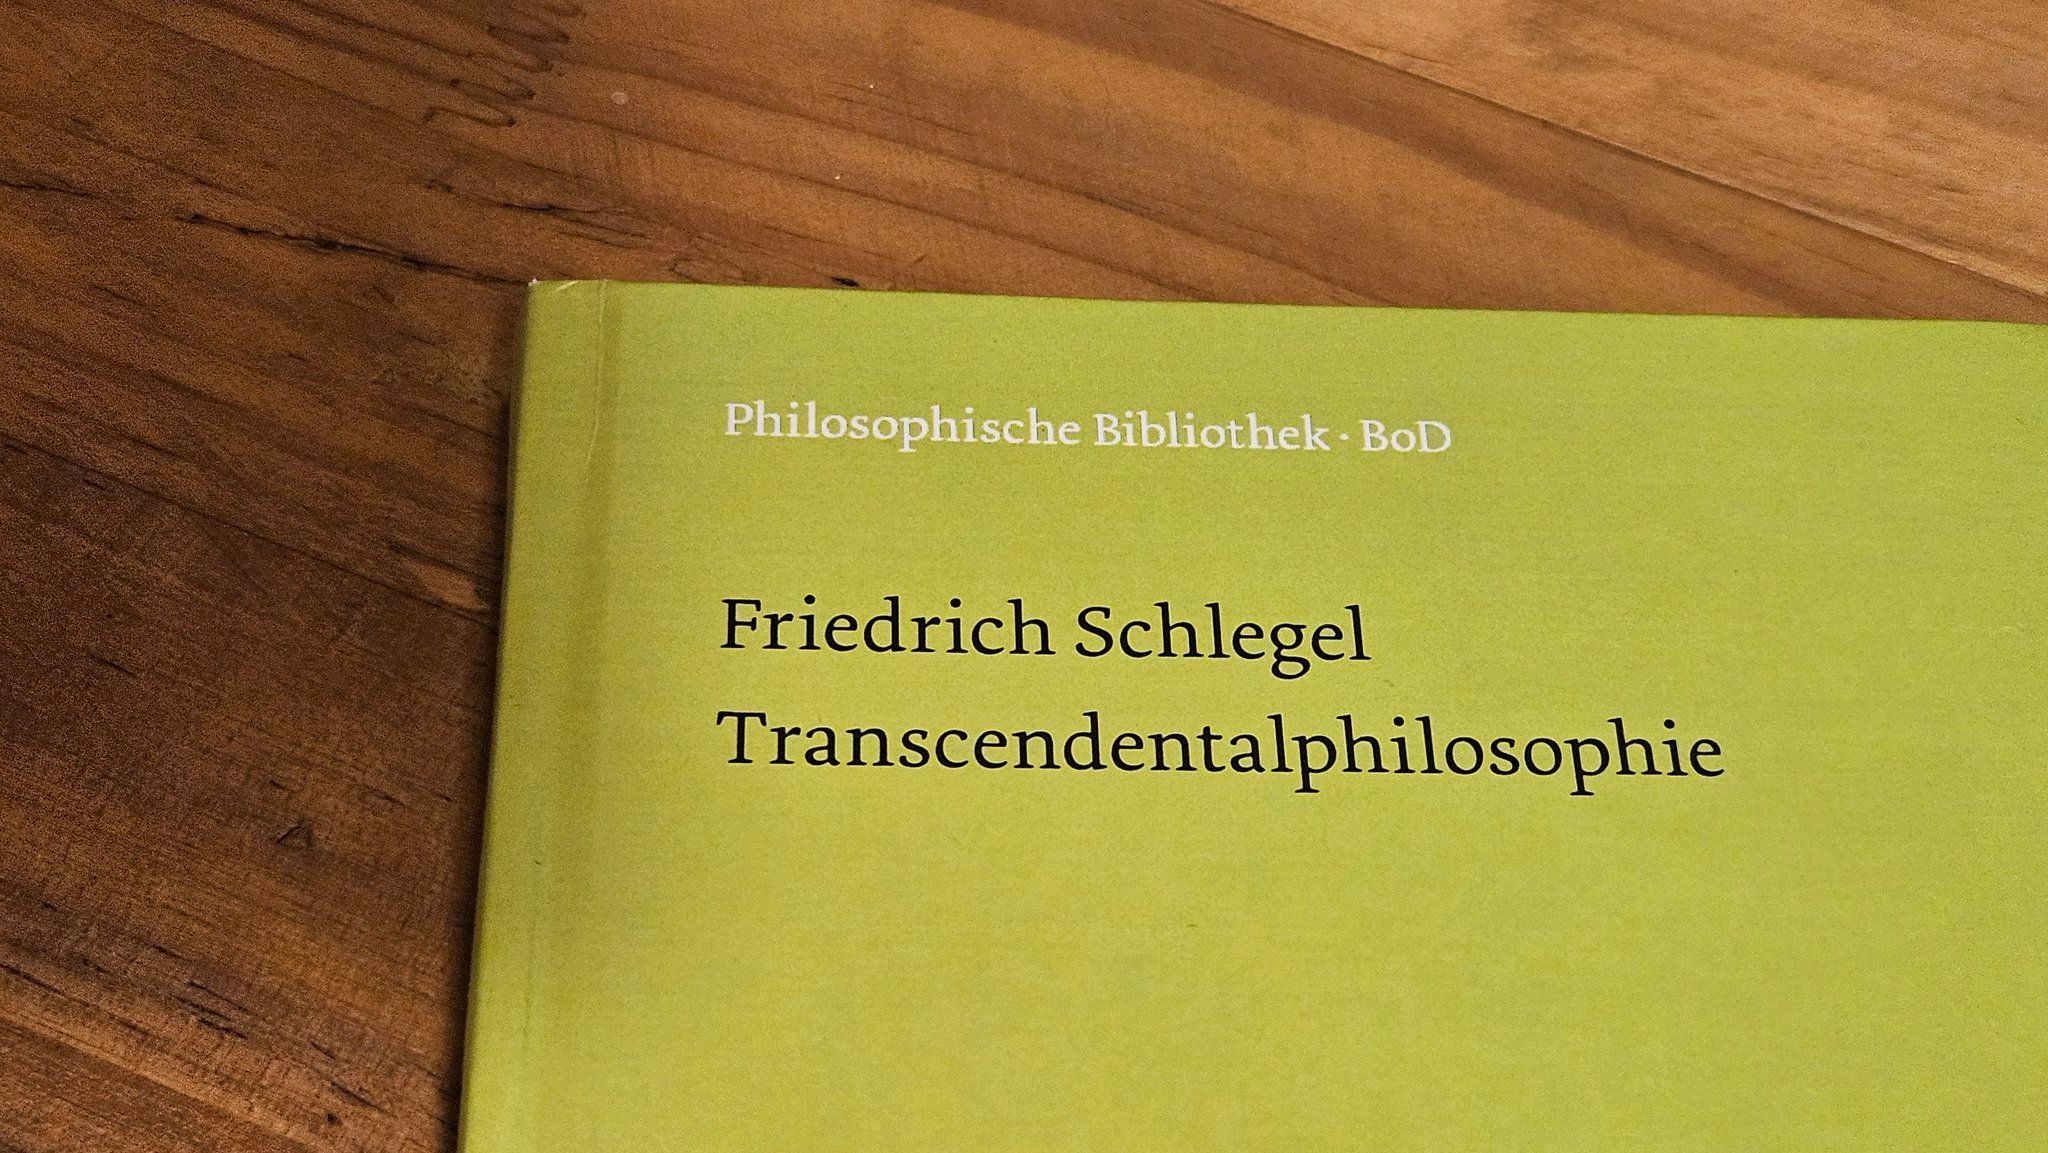 Philosophische Bibliothek · BoD
Friedrich Schlegel
Transcendentalphilosophie